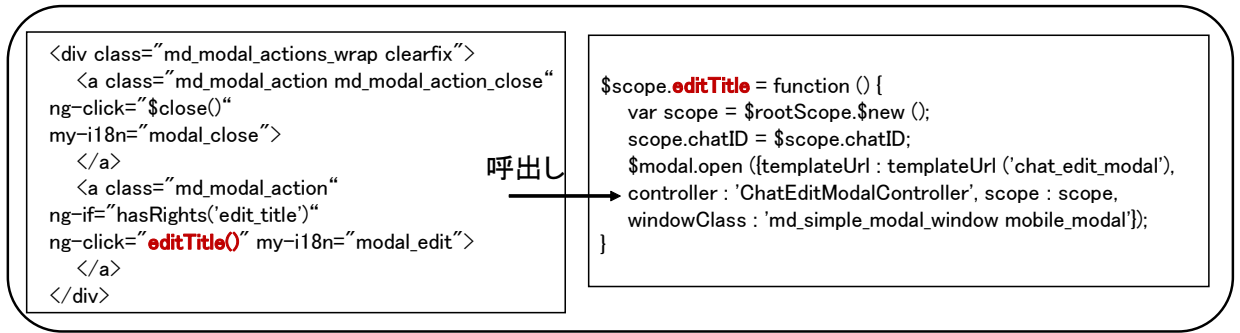 <div class="md_modal_actions_wrap clearfix">
<a class="md_modal_action md_modal_action_close“
ng-click="$close()“
my-i18n="modal_close">
</a>
<a class="md_modal_action“
ng-if="hasRights('edit_title')“
ng-click="editTitle()" my-i18n="modal_edit">
</a>
</div>
呼出し
$scope.editTitle = function () {
var scope = $rootScope.$new ();
scope.chatID = $scope.chatID;
$modal.open ({templateUrl : templateUrl ('chat_edit_modal'),
controller : 'ChatEditModalController', scope : scope,
windowClass : 'md_simple_modal_window mobile_modal'});
}